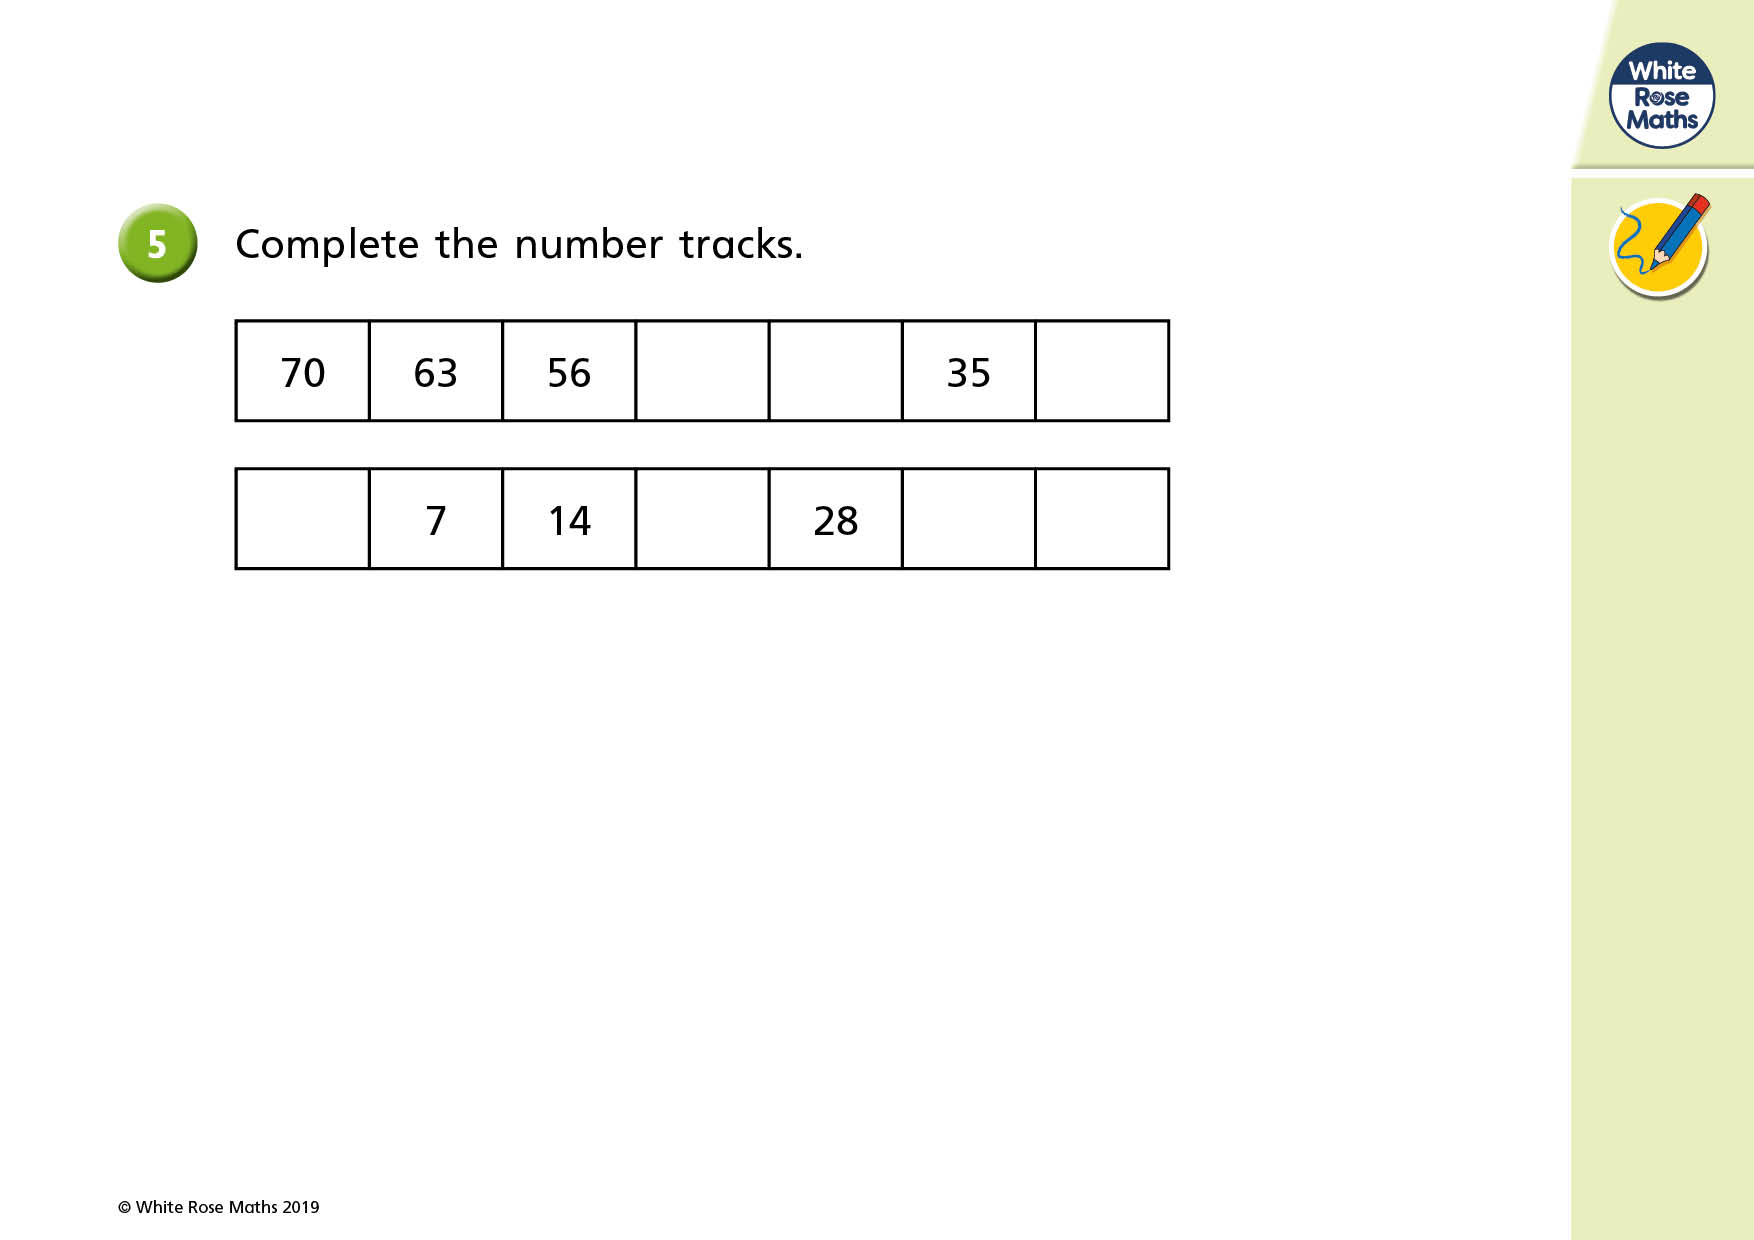 White
Rose
Maths
5 Complete the number tracks.
70 63 56 35
7 14 28
© White Rose Maths 2019